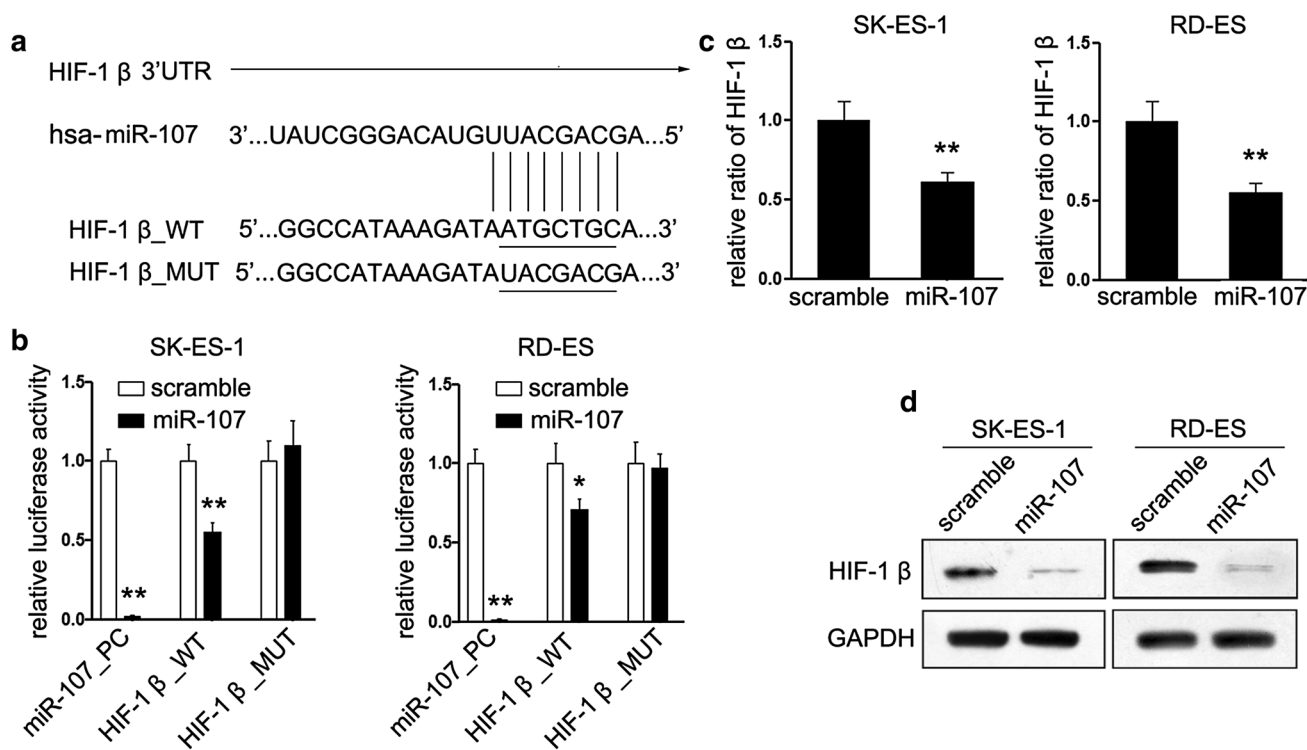 a
HIF-1 β 3'UTR
hsa-miR-107 3'...UAUCGGGACAUGUUACGACGA...5'
HIF-1 β_WT 5'...GGCCATAAAGATAATGCTGCA...3'
HIF-1 β_MUT 5'...GGCCATAAAGATAUACGACGA...3'
b
SK-ES-1
relative luciferase activity
1.5
1.0
0.5
0.0
scramble
miR-107
**
**
miR-107_PC
HIF-1 β_WT
HIF-1 β_MUT
RD-ES
relative luciferase activity
1.5
1.0
0.5
0.0
scramble
miR-107
**
*
miR-107_PC
HIF-1 β_WT
HIF-1 β_MUT
c
SK-ES-1
relative ratio of HIF-1 β
1.5
1.0
0.5
0.0
**
scramble miR-107
RD-ES
relative ratio of HIF-1 β
1.5
1.0
0.5
0.0
**
scramble miR-107
d
SK-ES-1 RD-ES
scramble miR-107 scramble miR-107
HIF-1 β
GAPDH